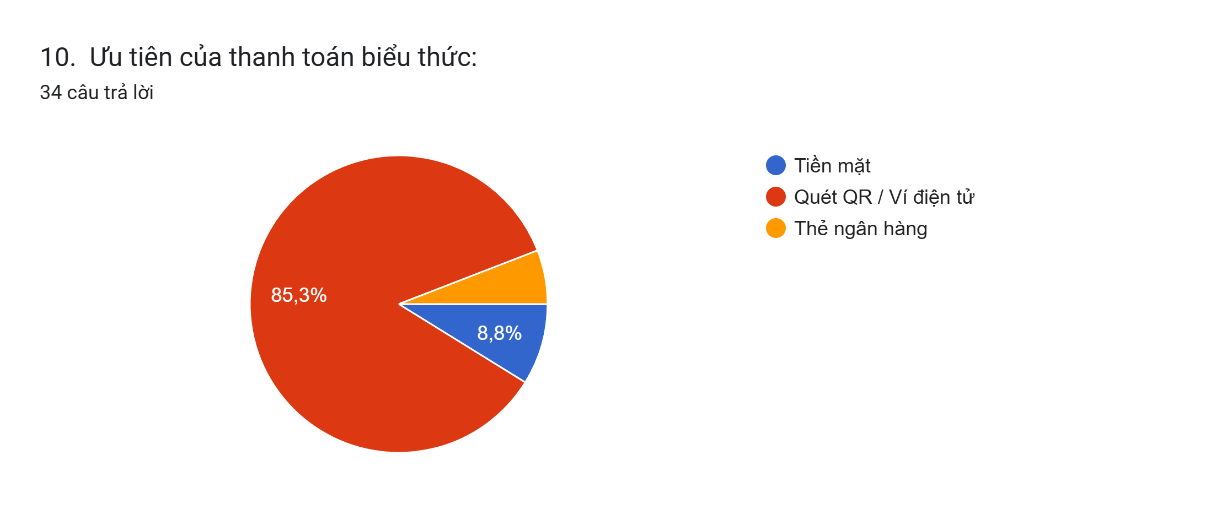 10.  Ưu tiên của thanh toán biểu thức:
34 câu trả lời
Tiền mặt
Quét QR / Ví điện tử
Thẻ ngân hàng
85,3%
8,8%